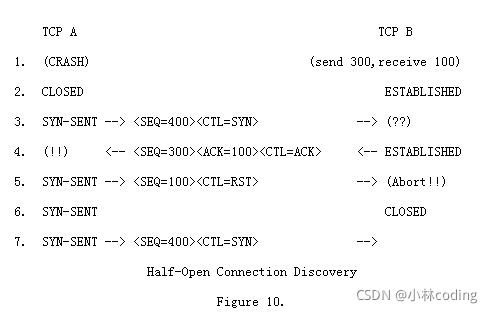 TCP A                                                TCP B
1. (CRASH)                               (send 300,receive 100)
2. CLOSED                                           ESTABLISHED
3. SYN-SENT --> <SEQ=400><CTL=SYN>              --> (??)
4. (!!)     <-- <SEQ=300><ACK=100><CTL=ACK>     <-- ESTABLISHED
5. SYN-SENT --> <SEQ=100><CTL=RST>              --> (Abort!!)
6. SYN-SENT                                         CLOSED
7. SYN-SENT --> <SEQ=400><CTL=SYN>              -->
Half-Open Connection Discovery
Figure 10.
CSDN @小林coding